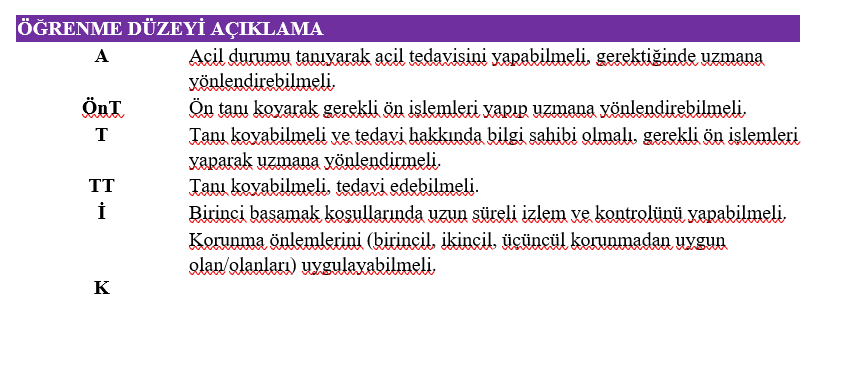 ÖĞRENME DÜZEYİ AÇIKLAMA
A Acil durumu tanıyarak acil tedavisini yapabilmeli, gerektiğinde uzmana
yönlendirebilmeli.
ÖnT Ön tanı koyarak gerekli ön işlemleri yapıp uzmana yönlendirebilmeli.
T Tanı koyabilmeli ve tedavi hakkında bilgi sahibi olmalı, gerekli ön işlemleri
yaparak uzmana yönlendirmeli.
TT Tanı koyabilmeli, tedavi edebilmeli.
İ Birinci basamak koşullarında uzun süreli izlem ve kontrolünü yapabilmeli.
Korunma önlemlerini (birincil, ikincil, üçüncül korunmadan uygun
olan/olanları) uygulayabilmeli.
K